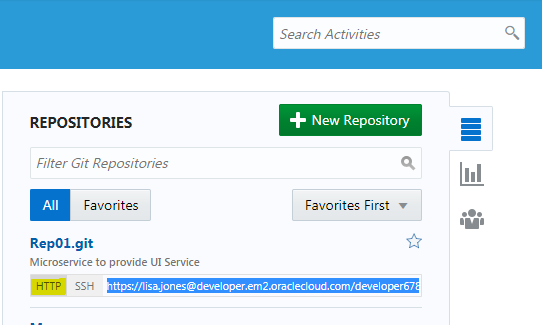 Search Activities
REPOSITORIES
New Repository
Filter Git Repositories
All Favorites Favorites First
Rep01.git
Microservice to provide UI Service
HTTP SSH https://lisa.jones@developer.em2.oraclecloud.com/developer678